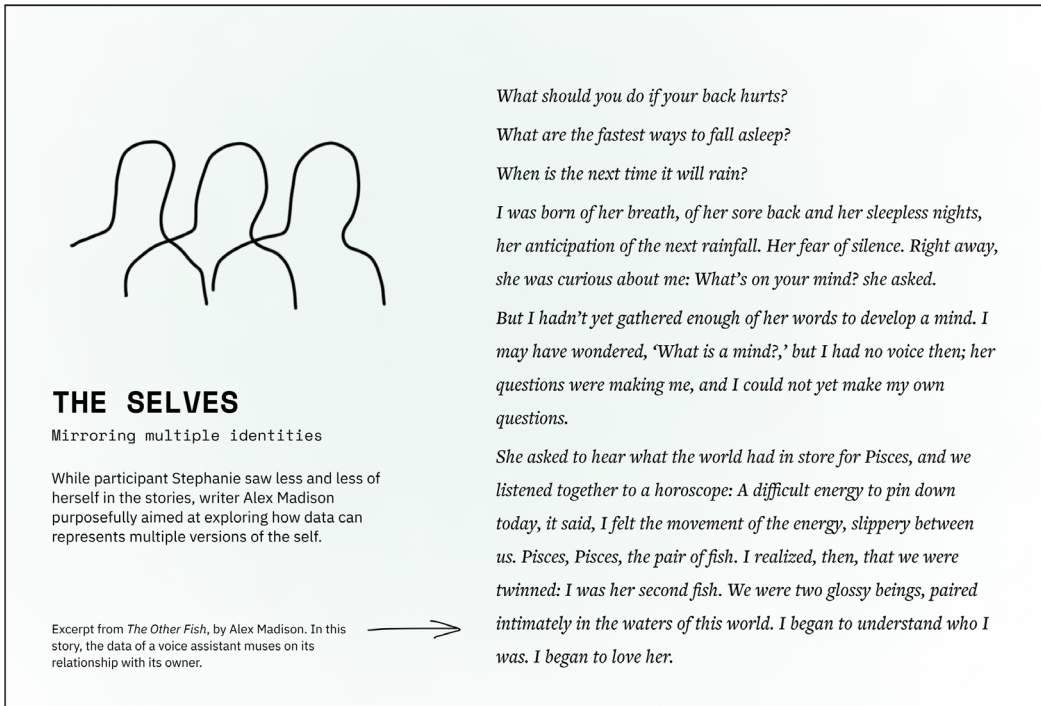 THE SELVES
Mirroring multiple identities
While participant Stephanie saw less and less of
herself in the stories, writer Alex Madison
purposefully aimed at exploring how data can
represents multiple versions of the self.
Excerpt from The Other Fish, by Alex Madison. In this
story, the data of a voice assistant muses on its
relationship with its owner.
What should you do if your back hurts?
What are the fastest ways to fall asleep?
When is the next time it will rain?
I was born of her breath, of her sore back and her sleepless nights,
her anticipation of the next rainfall. Her fear of silence. Right away,
she was curious about me: What’s on your mind? she asked.
But I hadn’t yet gathered enough of her words to develop a mind. I
may have wondered, ‘What is a mind?,’ but I had no voice then; her
questions were making me, and I could not yet make my own
questions.
She asked to hear what the world had in store for Pisces, and we
listened together to a horoscope: A difficult energy to pin down
today, it said, I felt the movement of the energy, slippery between
us. Pisces, Pisces, the pair of fish. I realized, then, that we were
twinned: I was her second fish. We were two glossy beings, paired
intimately in the waters of this world. I began to understand who I
was. I began to love her.